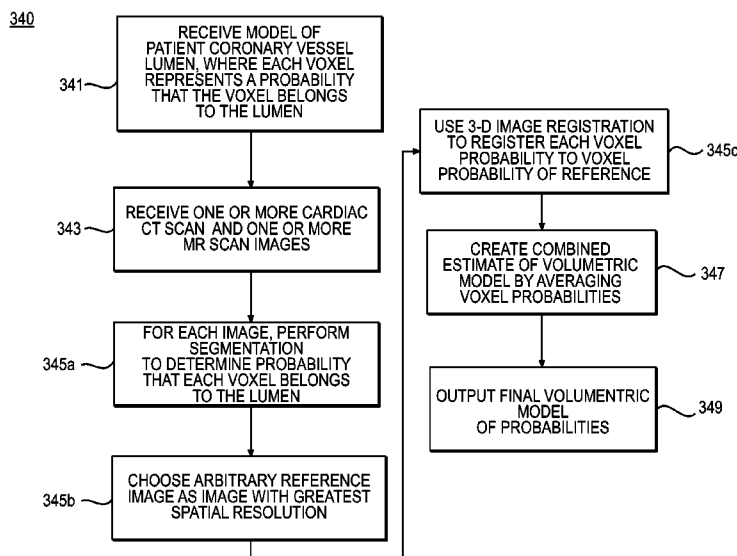 340
341
RECEIVE MODEL OF
PATIENT CORONARY VESSEL
LUMEN, WHERE EACH VOXEL
REPRESENTS A PROBABILITY
THAT THE VOXEL BELONGS
TO THE LUMEN
343
RECEIVE ONE OR MORE CARDIAC
CT SCAN AND ONE OR MORE
MR SCAN IMAGES
345a
FOR EACH IMAGE, PERFORM
SEGMENTATION
TO DETERMINE PROBABILITY
THAT EACH VOXEL BELONGS
TO THE LUMEN
345b
CHOOSE ARBITRARY REFERENCE
IMAGE AS IMAGE WITH GREATEST
SPATIAL RESOLUTION
USE 3-D IMAGE REGISTRATION
TO REGISTER EACH VOXEL
PROBABILITY TO VOXEL
PROBABILITY OF REFERENCE
345c
CREATE COMBINED
ESTIMATE OF VOLUMETRIC
MODEL BY AVERAGING
VOXEL PROBABILITIES
347
OUTPUT FINAL VOLUMENTRIC
MODEL
OF PROBABILITIES
349